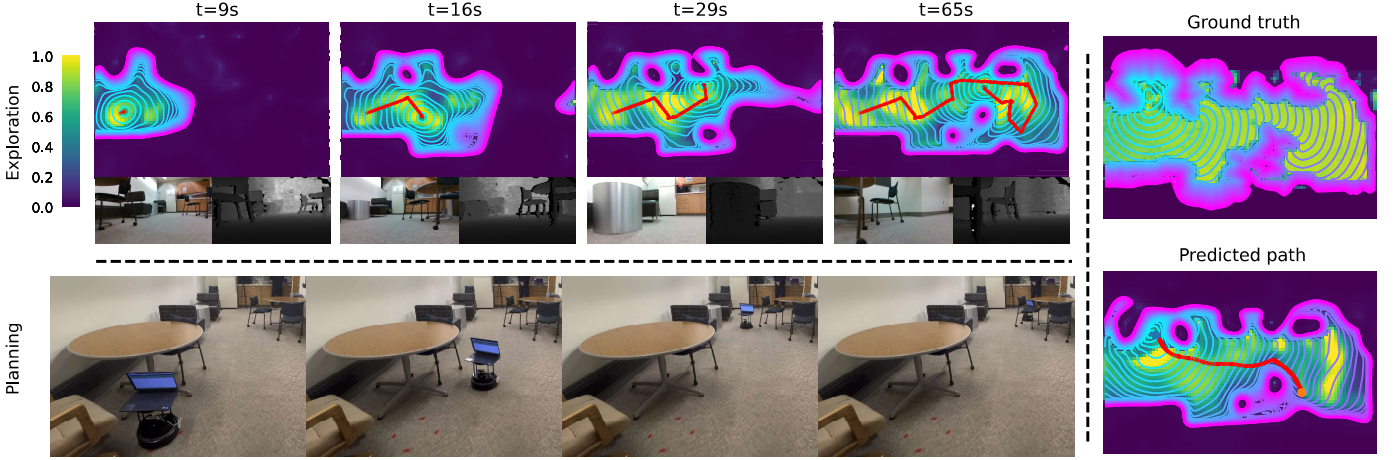 t=9s
t=16s
t=29s
t=65s
Ground truth
Exploration
1.0
0.8
0.6
0.4
0.2
0.0
Predicted path
Planning